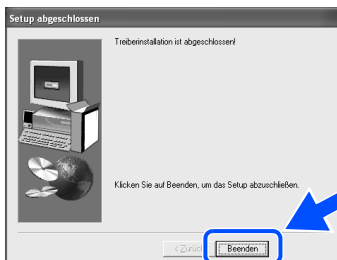 Setup abgeschlossen
Treiberinstallation ist abgeschlossen!
Klicken Sie auf Beenden, um das Setup abzuschließen.
< Zurück
Beenden